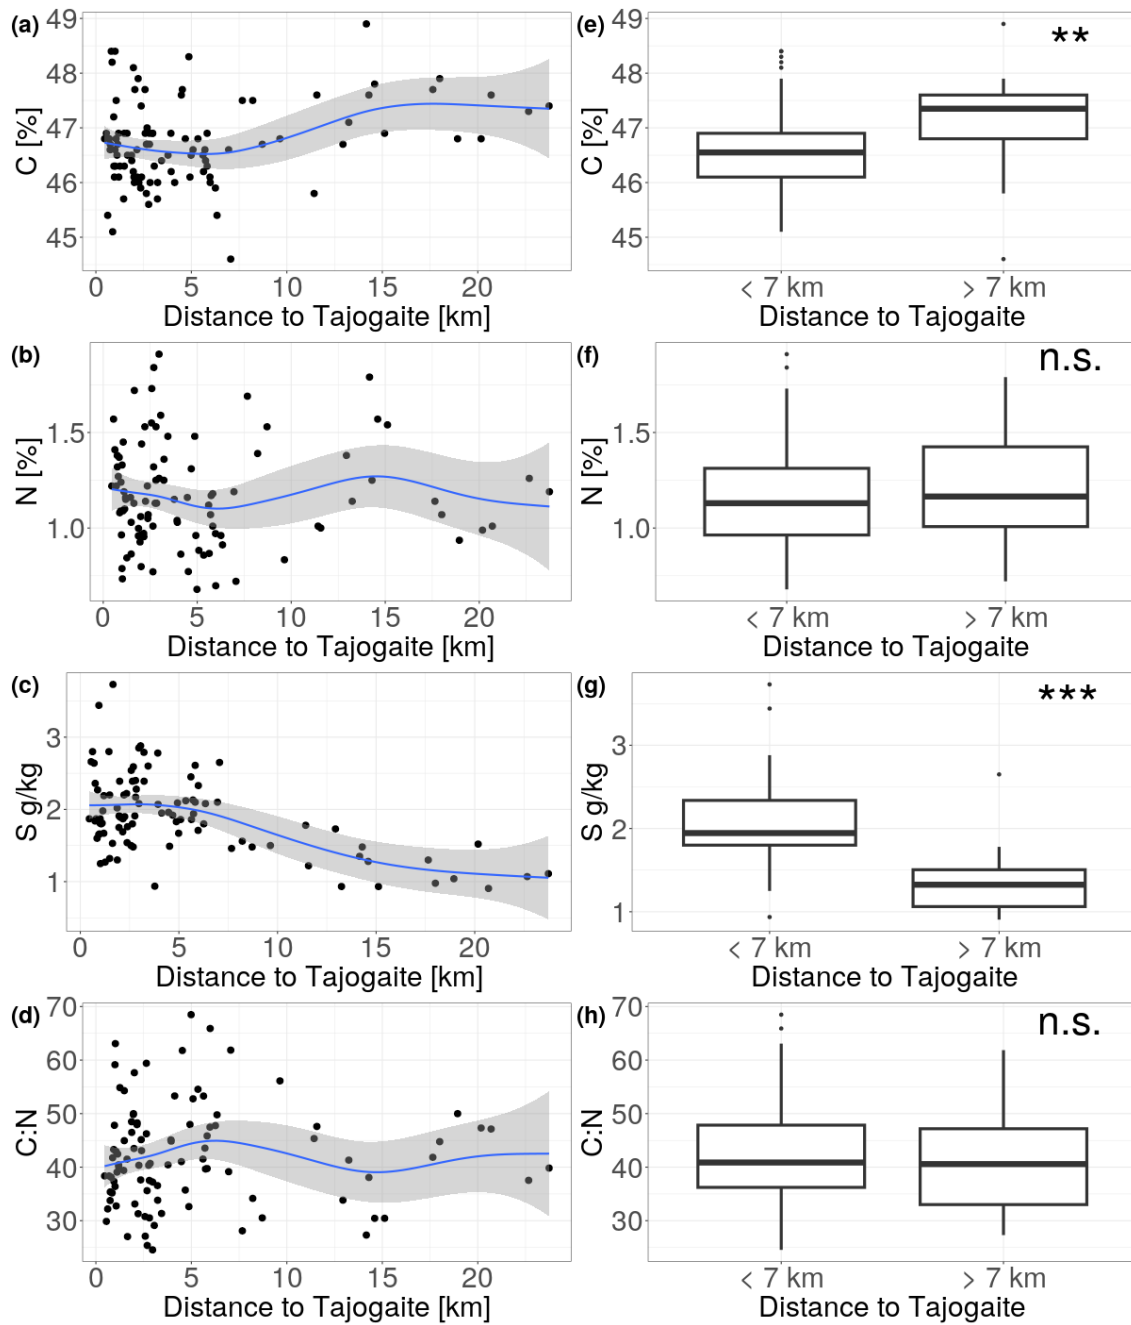 (a)
C [%]
49
48
47
46
45
0 5 10 15 20
Distance to Tajogaite [km]
(e)
**
C [%]
49
48
47
46
45
< 7 km > 7 km
Distance to Tajogaite
(b)
N [%]
1.5
1.0
0 5 10 15 20
Distance to Tajogaite [km]
(f)
n.s.
N [%]
1.5
1.0
< 7 km > 7 km
Distance to Tajogaite
(c)
S g/kg
3
2
1
0 5 10 15 20
Distance to Tajogaite [km]
(g)
***
S g/kg
3
2
1
< 7 km > 7 km
Distance to Tajogaite
(d)
C:N
70
60
50
40
30
0 5 10 15 20
Distance to Tajogaite [km]
(h)
n.s.
C:N
70
60
50
40
30
< 7 km > 7 km
Distance to Tajogaite